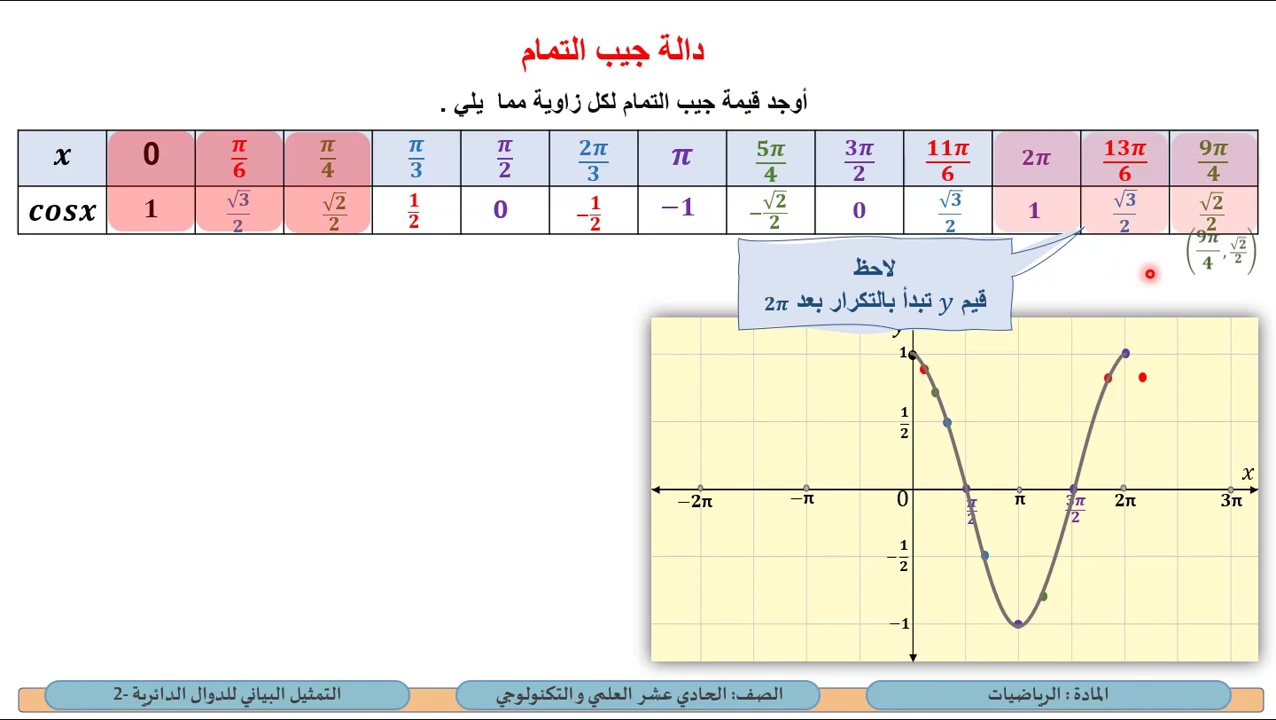 دالة جيب التمام
أوجد قيمة جيب التمام لكل زاوية مما يلي .
x 0 π/6 π/4 π/3 π/2 2π/3 π 5π/4 3π/2 11π/6 2π 13π/6 9π/4
cosx 1 √3/2 √2/2 1/2 0 −1/2 −1 −√2/2 0 √3/2 1 √3/2 √2/2
(9π/4 , √2/2)
لاحظ
قيم y تبدأ بالتكرار بعد 2π
y
1
1/2
x
−2π −π 0 π/2 π 3π/2 2π 3π
−1/2
−1
المادة : الرياضيات
الصف: الحادي عشر العلمي و التكنولوجي
التمثيل البياني للدوال الدائرية -2